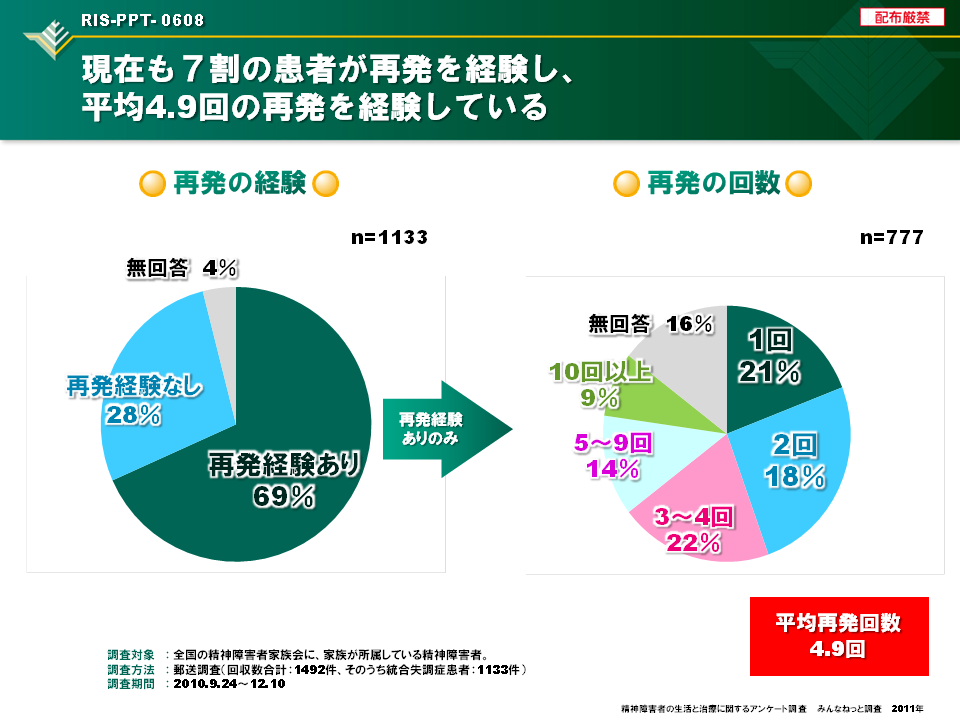 RIS-PPT- 0608
配布厳禁
現在も７割の患者が再発を経験し、
平均4.9回の再発を経験している
再発の経験
n=1133
無回答 4%
再発経験なし
28%
再発経験あり
69%
再発経験
ありのみ
再発の回数
n=777
無回答 16%
1回
21%
10回以上
9%
5～9回
14%
2回
18%
3～4回
22%
平均再発回数
4.9回
調査対象 ： 全国の精神障害者家族会に、家族が所属している精神障害者。
調査方法 ： 郵送調査（回収数合計：1492件、そのうち統合失調症患者：1133件）
調査期間 ： 2010.9.24～12.10
精神障害者の生活と治療に関するアンケート調査 みんなねっと調査 2011年